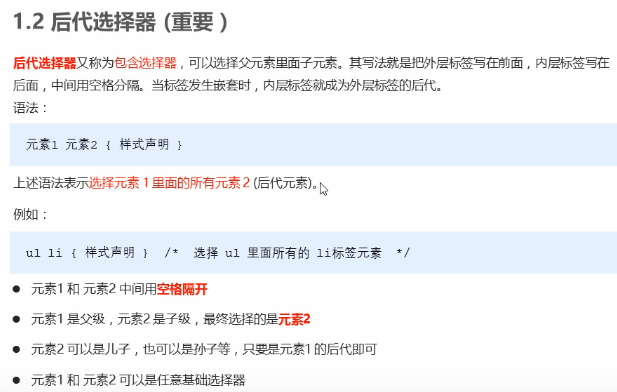 1.2 后代选择器 (重要)
后代选择器又称为包含选择器，可以选择父元素里面子元素。其写法就是把外层标签写在前面，内层标签写在
后面，中间用空格分隔。当标签发生嵌套时，内层标签就成为外层标签的后代。
语法：
元素1 元素2 { 样式声明 }
上述语法表示选择元素 1 里面的所有元素 2 (后代元素)。
例如：
ul li { 样式声明 } /* 选择 ul 里面所有的 li标签元素 */
● 元素1 和 元素2 中间用空格隔开
● 元素1 是父级，元素2 是子级，最终选择的是元素2
● 元素2 可以是儿子，也可以是孙子等，只要是元素1 的后代即可
● 元素1 和 元素2 可以是任意基础选择器